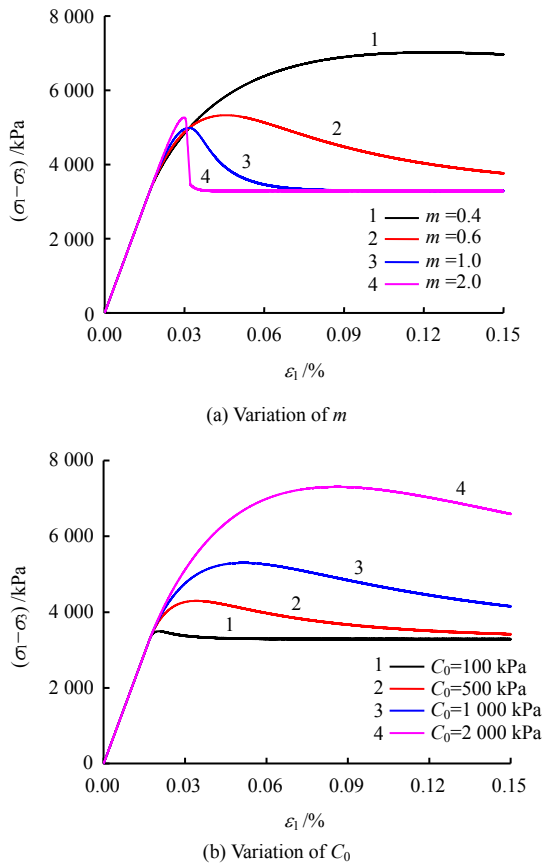 8 000
6 000
4 000
2 000
0
(σ1−σ3) /kPa
1
2
3
4
1 m =0.4
2 m =0.6
3 m =1.0
4 m =2.0
0.00 0.03 0.06 0.09 0.12 0.15
ε1 /%
(a) Variation of m
8 000
6 000
4 000
2 000
0
(σ1−σ3) /kPa
4
3
2
1
1 C0=100 kPa
2 C0=500 kPa
3 C0=1 000 kPa
4 C0=2 000 kPa
0.00 0.03 0.06 0.09 0.12 0.15
ε1 /%
(b) Variation of C0